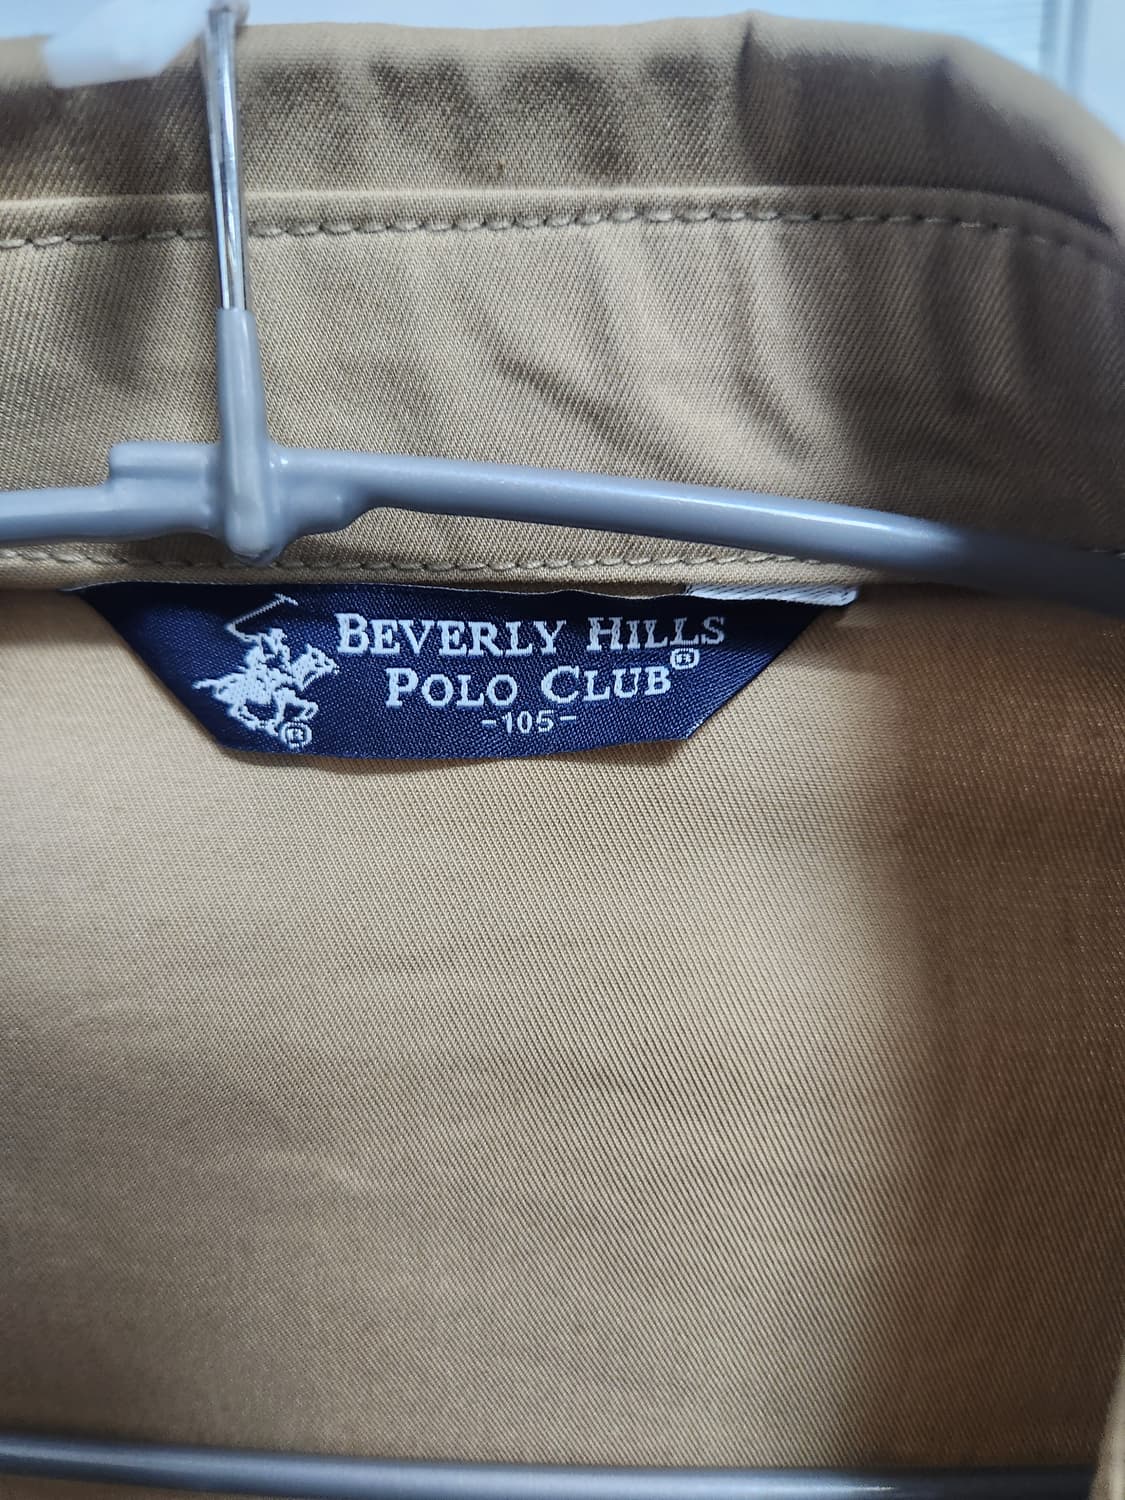 BEVERLY HILLS
POLO CLUB®
-105-
®